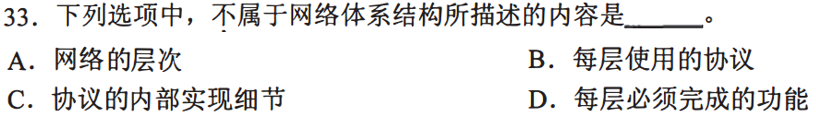 33．下列选项中，不属于网络体系结构所描述的内容是______。
A．网络的层次 B．每层使用的协议
C．协议的内部实现细节 D．每层必须完成的功能